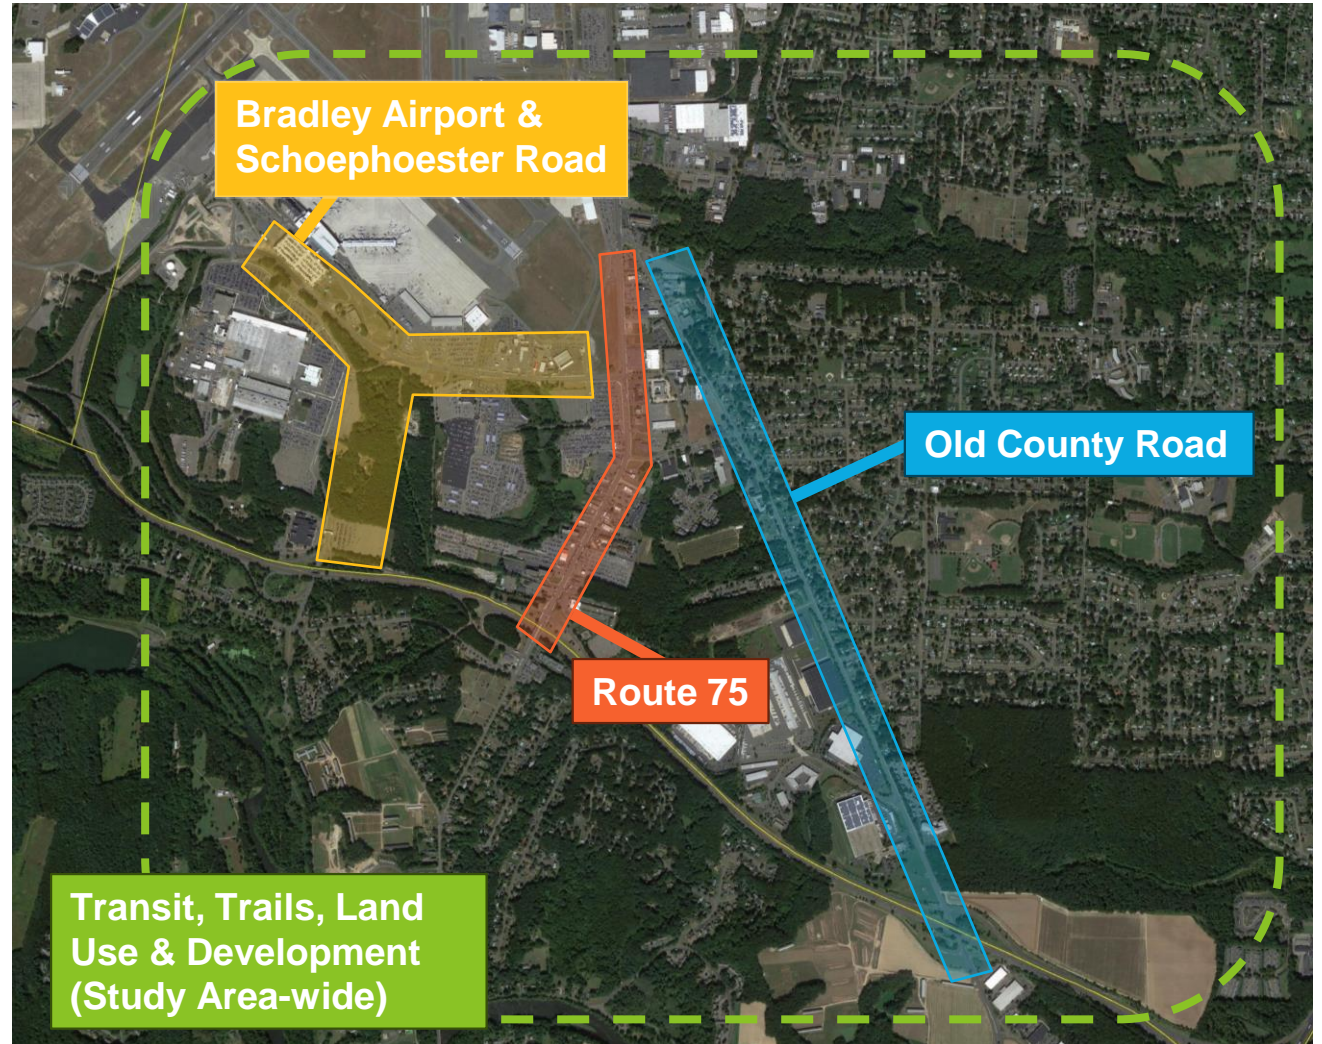 Bradley Airport &
Schoephoester Road
Old County Road
Route 75
Transit, Trails, Land
Use & Development
(Study Area-wide)